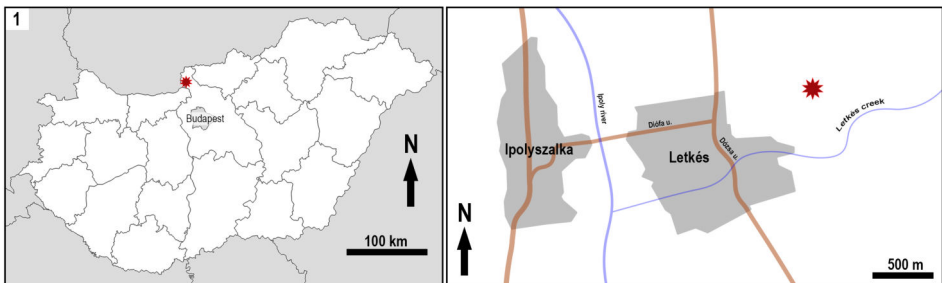 1
Budapest
N
100 km
Ipoly river
Letkés creek
Diófa u.
Ipolyszalka
Letkés
Dózsa u.
N
500 m